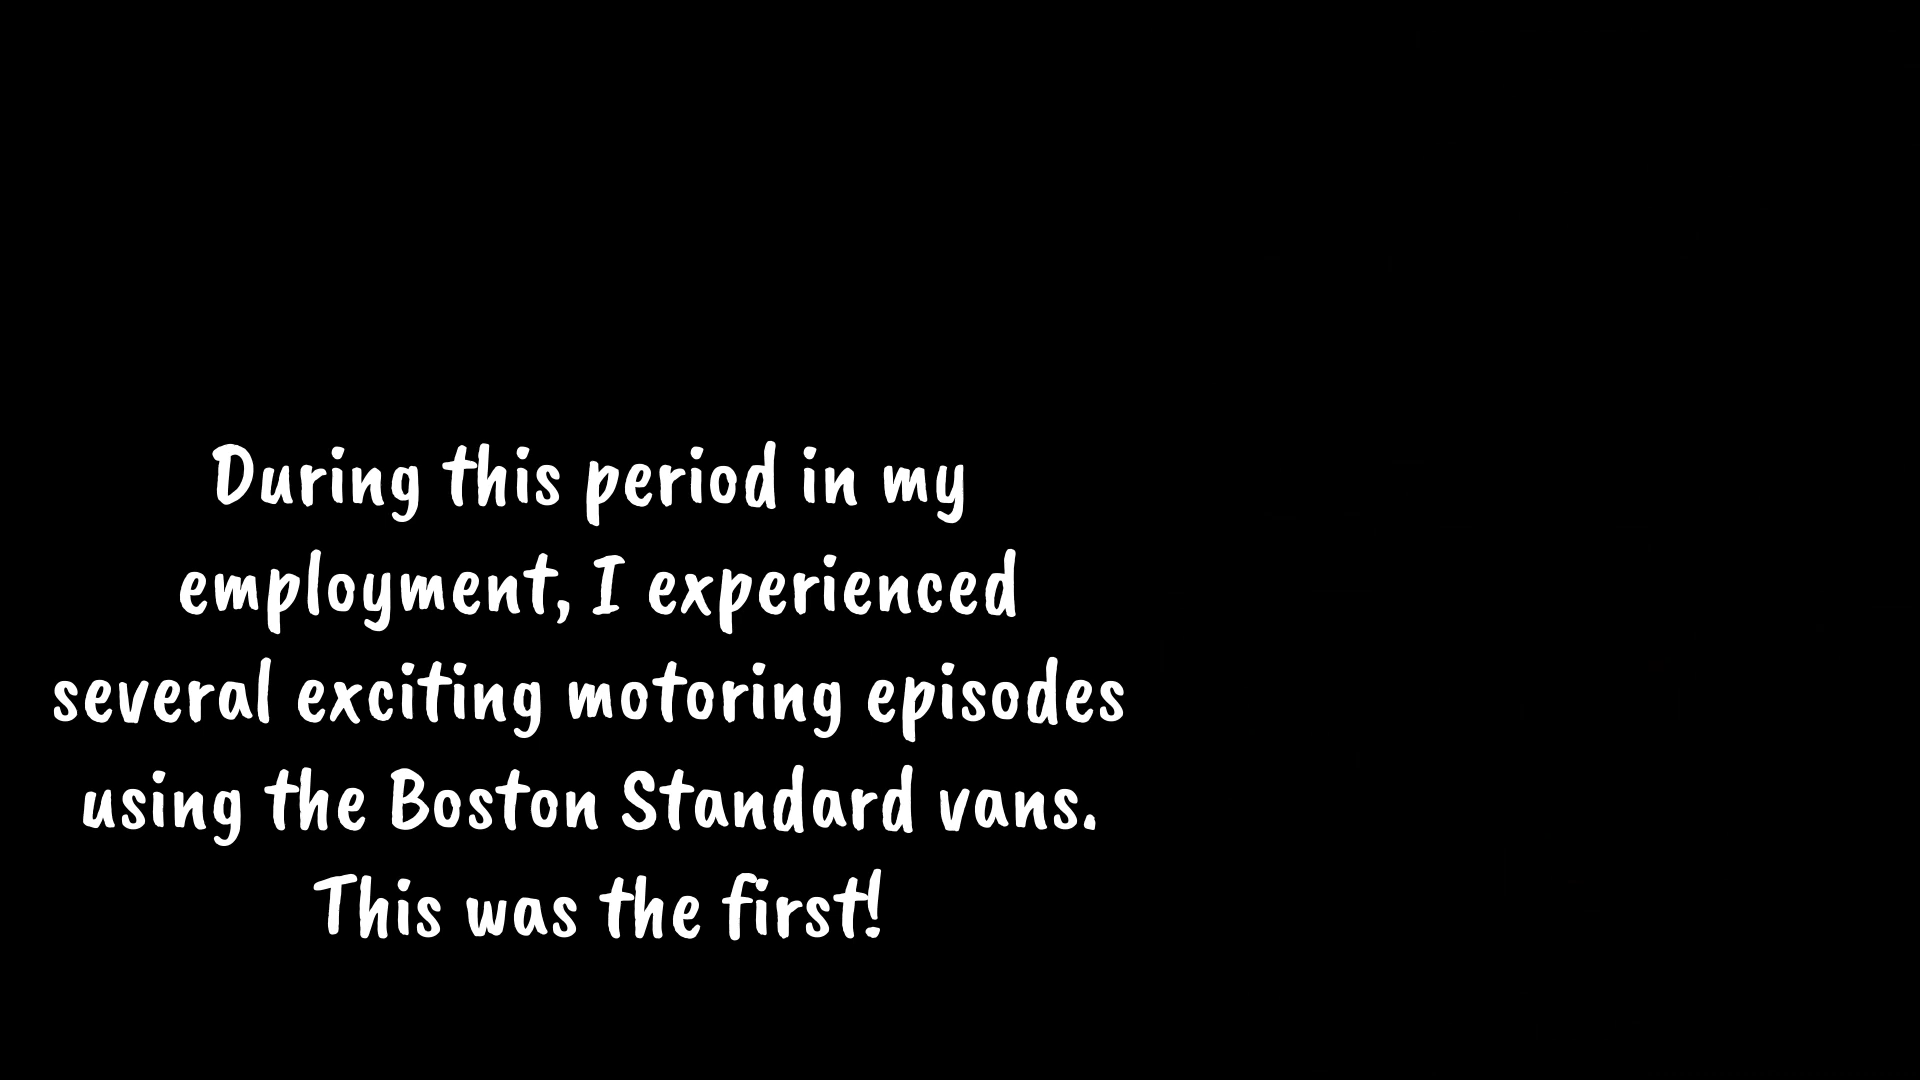 During this period in my
employment, I experienced
several exciting motoring episodes
using the Boston Standard vans.
This was the first!